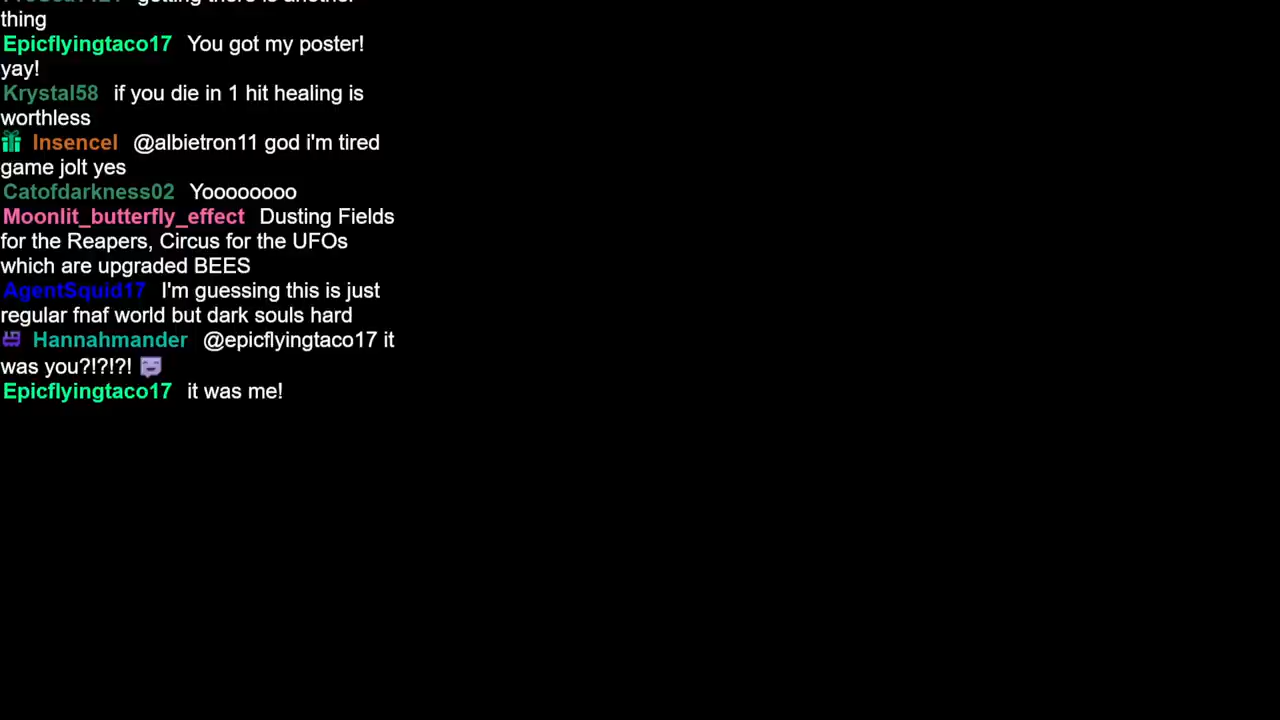 thing
Epicflyingtaco17 You got my poster!
yay!
Krystal58 if you die in 1 hit healing is
worthless
Insencel @albietron11 god i'm tired
game jolt yes
Catofdarkness02 Yoooooooo
Moonlit_butterfly_effect Dusting Fields
for the Reapers, Circus for the UFOs
which are upgraded BEES
AgentSquid17 I'm guessing this is just
regular fnaf world but dark souls hard
Hannahmander @epicflyingtaco17 it
was you?!?!?!
Epicflyingtaco17 it was me!